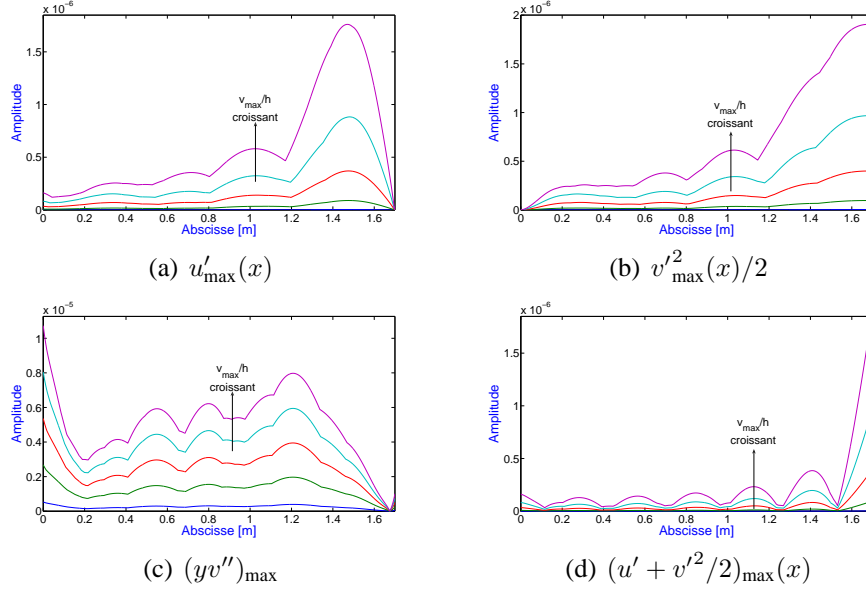 x 10⁻⁶
1.5
1
0.5
0
Amplitude
v_max/h
croissant
0 0.2 0.4 0.6 0.8 1 1.2 1.4 1.6
Abscisse [m]
(a) u′_max(x)
x 10⁻⁶
2
1.5
1
0.5
0
Amplitude
v_max/h
croissant
0 0.2 0.4 0.6 0.8 1 1.2 1.4 1.6
Abscisse [m]
(b) v′²_max(x)/2
x 10⁻⁵
1
0.8
0.6
0.4
0.2
0
Amplitude
v_max/h
croissant
0 0.2 0.4 0.6 0.8 1 1.2 1.4 1.6
Abscisse [m]
(c) (yv″)_max
x 10⁻⁶
1.5
1
0.5
0
Amplitude
v_max/h
croissant
0 0.2 0.4 0.6 0.8 1 1.2 1.4 1.6
Abscisse [m]
(d) (u′ + v′²/2)_max(x)